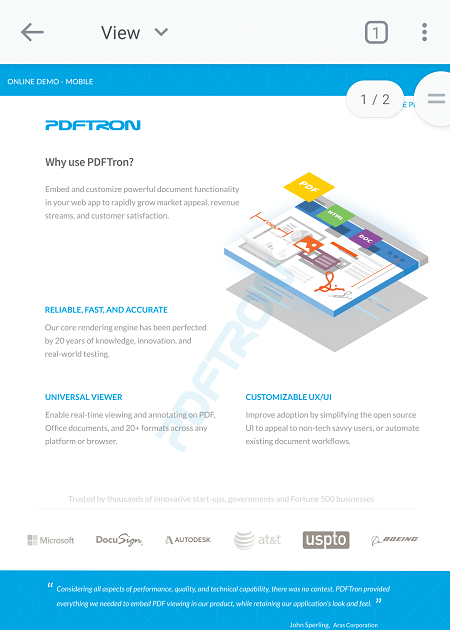 View
1
ONLINE DEMO - MOBILE
1 / 2
PDFTRON
Why use PDFTron?
Embed and customize powerful document functionality
in your web app to rapidly grow market appeal, revenue
streams, and customer satisfaction.
PDF
HTML
DOC
RELIABLE, FAST, AND ACCURATE
Our core rendering engine has been perfected
by 20 years of knowledge, innovation, and
real-world testing.
PDFTRON
UNIVERSAL VIEWER
Enable real-time viewing and annotating on PDF,
Office documents, and 20+ formats across any
platform or browser.
CUSTOMIZABLE UX/UI
Improve adoption by simplifying the open source
UI to appeal to non-tech savvy users, or automate
existing document workflows.
Trusted by thousands of innovative start-ups, governments and Fortune 500 businesses
Microsoft DocuSign AUTODESK at&t uspto BOEING
“ Considering all aspects of performance, quality, and technical capability, there was no contest. PDFTron provided
everything we needed to embed PDF viewing in our product, while retaining our application's look and feel. ”
John Sperling, Aras Corporation